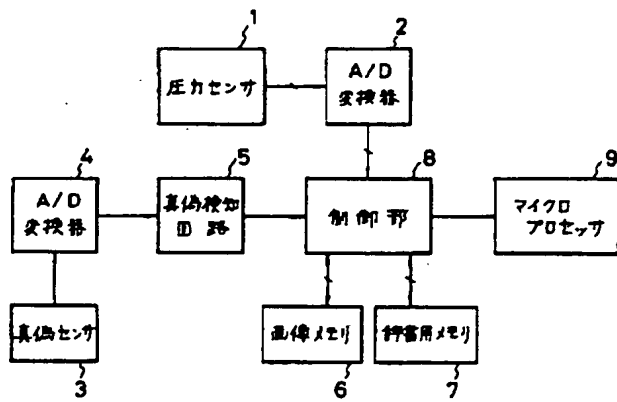 1
2
圧力センサ
A/D
変換器
4
5
8
9
A/D
変換器
真偽検知
回路
制御部
マイクロ
プロセッサ
真偽センサ
画像メモリ
辞書用メモリ
3
6
7